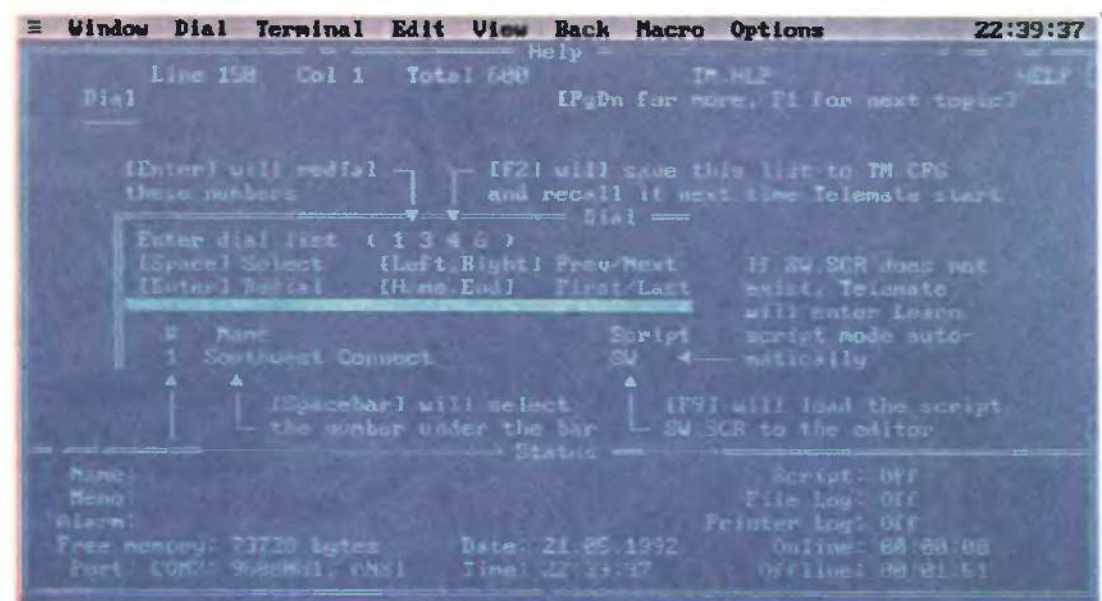 ≡ Window Dial Terminal Edit View Back Macro Options 22:39:37
Help
Line 158 Col 1 Total 600 TM.HLP HELP
Dial [PgDn for more, F1 for next topic]
[Enter] will redial [F2] will save this list to TM.CFG
these numbers and recall it next time Telemate start
Dial
Enter dial list ( 1 3 4 6 )
[Space] Select [Left,Right] Prev/Next If SW.SCR does not
[Enter] Redial [Home,End] First/Last exist, Telemate
will enter Learn
# Name Script script mode auto-
1 Southwest Connect SW matically
[Spacebar] will select [F9] will load the script
the number under the bar SW.SCR to the editor
Status
Name: Script: Off
Memo: File Log: Off
Alarm: Printer Log: Off
Free memory: bytes Date: 21.05.1992 Online: 00:00:00
Port: Time: 22:39:37 Offline: 00:01:51